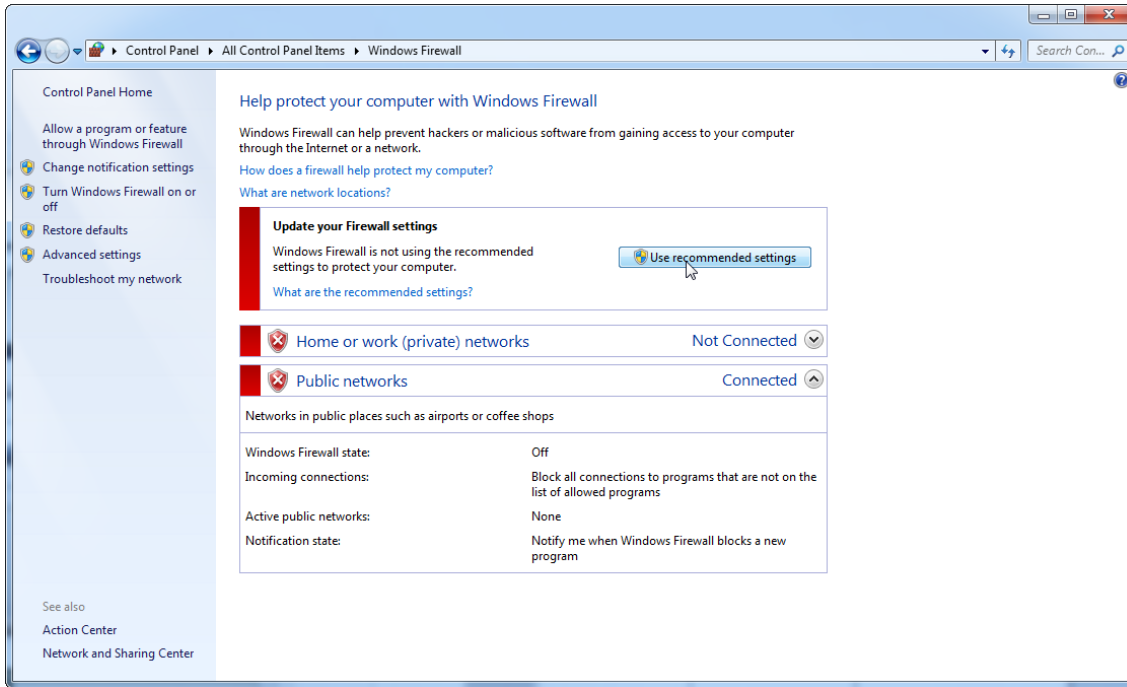 Control Panel ▸ All Control Panel Items ▸ Windows Firewall
Search Con...
Control Panel Home
Allow a program or feature
through Windows Firewall
Change notification settings
Turn Windows Firewall on or
off
Restore defaults
Advanced settings
Troubleshoot my network
See also
Action Center
Network and Sharing Center
Help protect your computer with Windows Firewall
Windows Firewall can help prevent hackers or malicious software from gaining access to your computer
through the Internet or a network.
How does a firewall help protect my computer?
What are network locations?
Update your Firewall settings
Windows Firewall is not using the recommended
settings to protect your computer.
Use recommended settings
What are the recommended settings?
Home or work (private) networks Not Connected
Public networks Connected
Networks in public places such as airports or coffee shops
Windows Firewall state: Off
Incoming connections: Block all connections to programs that are not on the
list of allowed programs
Active public networks: None
Notification state: Notify me when Windows Firewall blocks a new
program